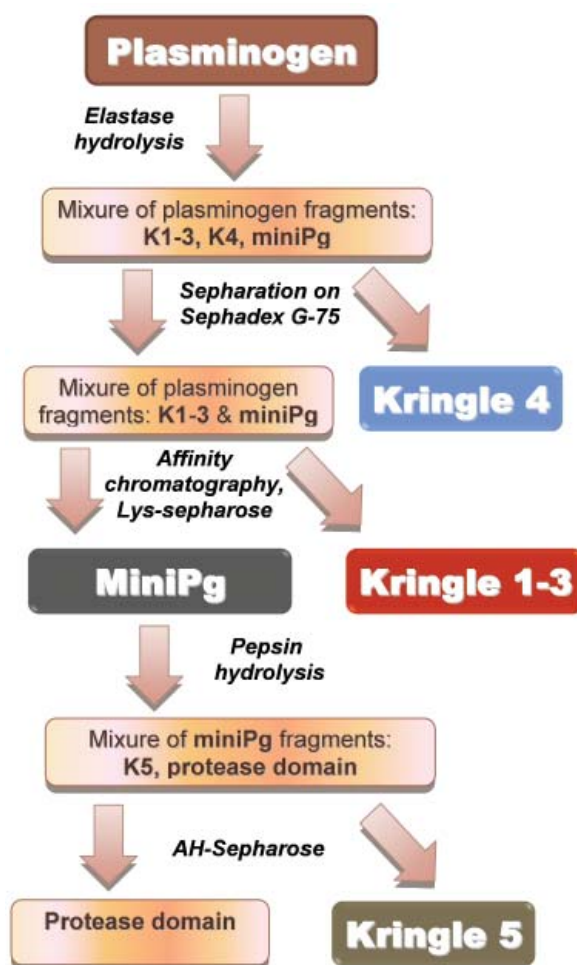 Plasminogen
Elastase
hydrolysis
Mixure of plasminogen fragments:
K1-3, K4, miniPg
Sepharation on
Sephadex G-75
Mixture of plasminogen
fragments: K1-3 & miniPg
Kringle 4
Affinity
chromatography,
Lys-sepharose
MiniPg
Kringle 1-3
Pepsin
hydrolysis
Mixture of miniPg fragments:
K5, protease domain
AH-Sepharose
Protease domain
Kringle 5